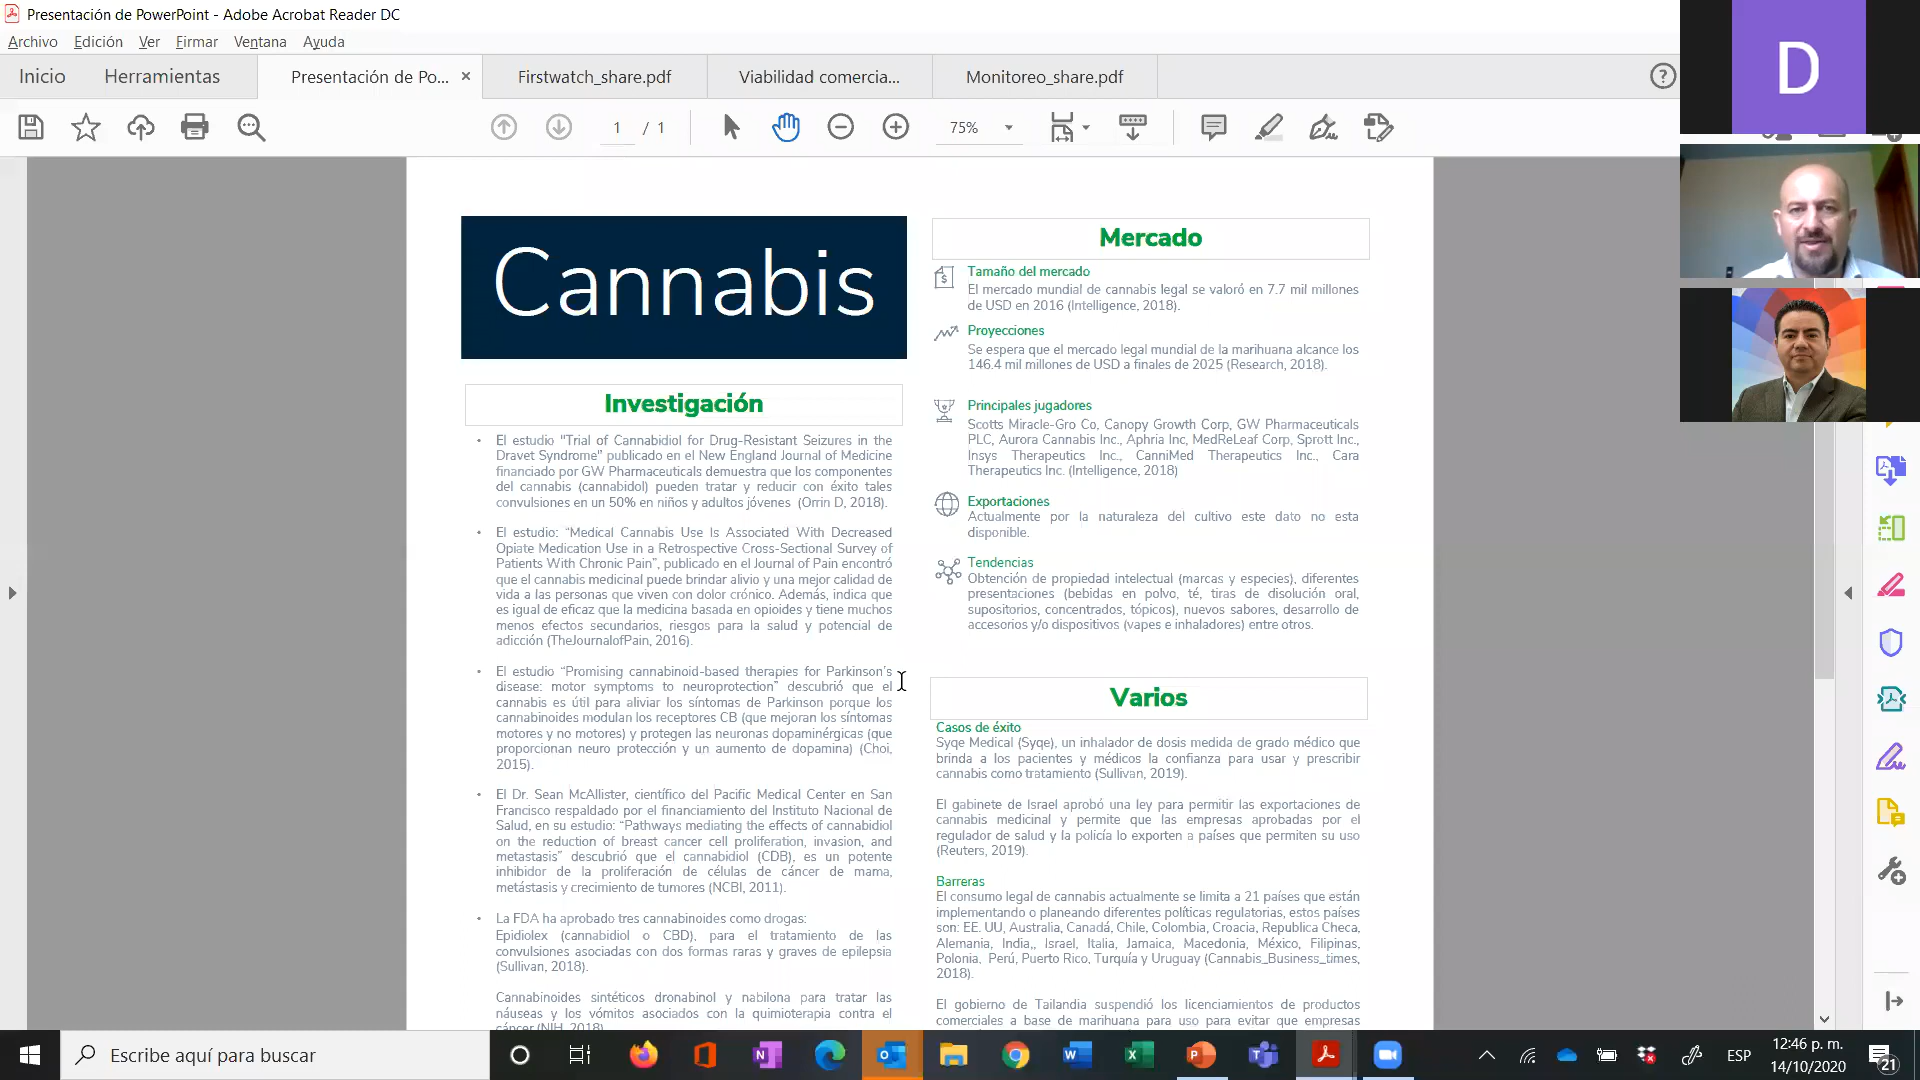 Presentación de PowerPoint - Adobe Acrobat Reader DC
Archivo Edición Ver Firmar Ventana Ayuda
Inicio Herramientas Presentación de Po... × Firstwatch_share.pdf Viabilidad comercia... Monitoreo_share.pdf ?
1 / 1 75%
D
Cannabis
Investigación
• El estudio "Trial of Cannabidiol for Drug-Resistant Seizures in the
Dravet Syndrome" publicado en el New England Journal of Medicine
financiado por GW Pharmaceuticals demuestra que los componentes
del cannabis (cannabidol) pueden tratar y reducir con éxito tales
convulsiones en un 50% en niños y adultos jóvenes (Orrin D, 2018).
• El estudio: “Medical Cannabis Use Is Associated With Decreased
Opiate Medication Use in a Retrospective Cross-Sectional Survey of
Patients With Chronic Pain”, publicado en el Journal of Pain encontró
que el cannabis medicinal puede brindar alivio y una mejor calidad de
vida a las personas que viven con dolor crónico. Además, indica que
es igual de eficaz que la medicina basada en opioides y tiene muchos
menos efectos secundarios, riesgos para la salud y potencial de
adicción (TheJournalofPain, 2016).
• El estudio “Promising cannabinoid-based therapies for Parkinson's
disease: motor symptoms to neuroprotection” descubrió que el
cannabis es útil para aliviar los síntomas de Parkinson porque los
cannabinoides modulan los receptores CB (que mejoran los síntomas
motores y no motores) y protegen las neuronas dopaminérgicas (que
proporcionan neuro protección y un aumento de dopamina) (Choi,
2015).
• El Dr. Sean McAllister, científico del Pacific Medical Center en San
Francisco respaldado por el financiamiento del Instituto Nacional de
Salud, en su estudio: “Pathways mediating the effects of cannabidiol
on the reduction of breast cancer cell proliferation, invasion, and
metastasis” descubrió que el cannabidiol (CDB), es un potente
inhibidor de la proliferación de células de cáncer de mama,
metástasis y crecimiento de tumores (NCBI, 2011).
• La FDA ha aprobado tres cannabinoides como drogas:
Epidiolex (cannabidiol o CBD), para el tratamiento de las
convulsiones asociadas con dos formas raras y graves de epilepsia
(Sullivan, 2018).
Cannabinoides sintéticos dronabinol y nabilona para tratar las
náuseas y los vómitos asociados con la quimioterapia contra el
cáncer (NIH, 2018)
Mercado
Tamaño del mercado
El mercado mundial de cannabis legal se valoró en 7.7 mil millones
de USD en 2016 (Intelligence, 2018).
Proyecciones
Se espera que el mercado legal mundial de la marihuana alcance los
146.4 mil millones de USD a finales de 2025 (Research, 2018).
Principales jugadores
Scotts Miracle-Gro Co, Canopy Growth Corp, GW Pharmaceuticals
PLC, Aurora Cannabis Inc., Aphria Inc, MedReLeaf Corp, Sprott Inc.,
Insys Therapeutics Inc., CanniMed Therapeutics Inc., Cara
Therapeutics Inc. (Intelligence, 2018)
Exportaciones
Actualmente por la naturaleza del cultivo este dato no esta
disponible.
Tendencias
Obtención de propiedad intelectual (marcas y especies), diferentes
presentaciones (bebidas en polvo, té, tiras de disolución oral,
supositorios, concentrados, tópicos), nuevos sabores, desarrollo de
accesorios y/o dispositivos (vapes e inhaladores) entre otros.
Varios
Casos de éxito
Syqe Medical (Syqe), un inhalador de dosis medida de grado médico que
brinda a los pacientes y médicos la confianza para usar y prescribir
cannabis como tratamiento (Sullivan, 2019).
El gabinete de Israel aprobó una ley para permitir las exportaciones de
cannabis medicinal y permite que las empresas aprobadas por el
regulador de salud y la policía lo exporten a países que permiten su uso
(Reuters, 2019).
Barreras
El consumo legal de cannabis actualmente se limita a 21 países que están
implementando o planeando diferentes políticas regulatorias, estos países
son: EE. UU, Australia, Canadá, Chile, Colombia, Croacia, Republica Checa,
Alemania, India,, Israel, Italia, Jamaica, Macedonia, México, Filipinas,
Polonia, Perú, Puerto Rico, Turquía y Uruguay (Cannabis_Business_times,
2018).
El gobierno de Tailandia suspendió los licenciamientos de productos
comerciales a base de marihuana para uso para evitar que empresas
Escribe aquí para buscar
ESP
12:46 p. m.
14/10/2020
21